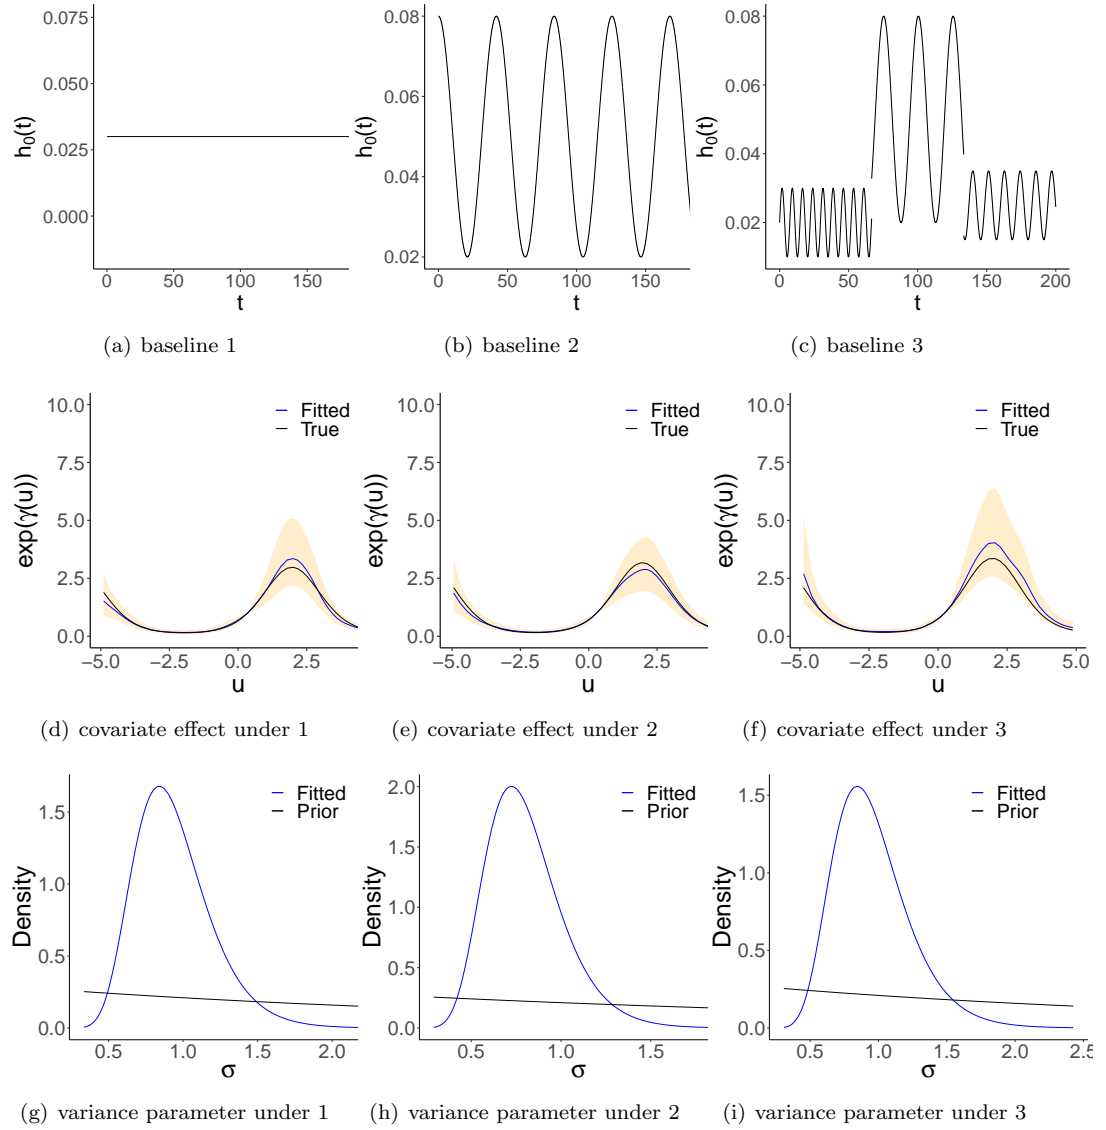 0.075
0.050
0.025
0.000
h₀(t)
0 50 100 150
t
(a) baseline 1
0.08
0.06
0.04
0.02
h₀(t)
0 50 100 150
t
(b) baseline 2
0.08
0.06
0.04
0.02
h₀(t)
0 50 100 150 200
t
(c) baseline 3
10.0
7.5
5.0
2.5
0.0
exp(γ(u))
Fitted
True
−5.0 −2.5 0.0 2.5
u
(d) covariate effect under 1
10.0
7.5
5.0
2.5
0.0
exp(γ(u))
Fitted
True
−5.0 −2.5 0.0 2.5
u
(e) covariate effect under 2
10.0
7.5
5.0
2.5
0.0
exp(γ(u))
Fitted
True
−5.0 −2.5 0.0 2.5 5.0
u
(f) covariate effect under 3
1.5
1.0
0.5
0.0
Density
Fitted
Prior
0.5 1.0 1.5 2.0
σ
(g) variance parameter under 1
2.0
1.5
1.0
0.5
0.0
Density
Fitted
Prior
0.5 1.0 1.5
σ
(h) variance parameter under 2
1.5
1.0
0.5
0.0
Density
Fitted
Prior
0.5 1.0 1.5 2.0 2.5
σ
(i) variance parameter under 3